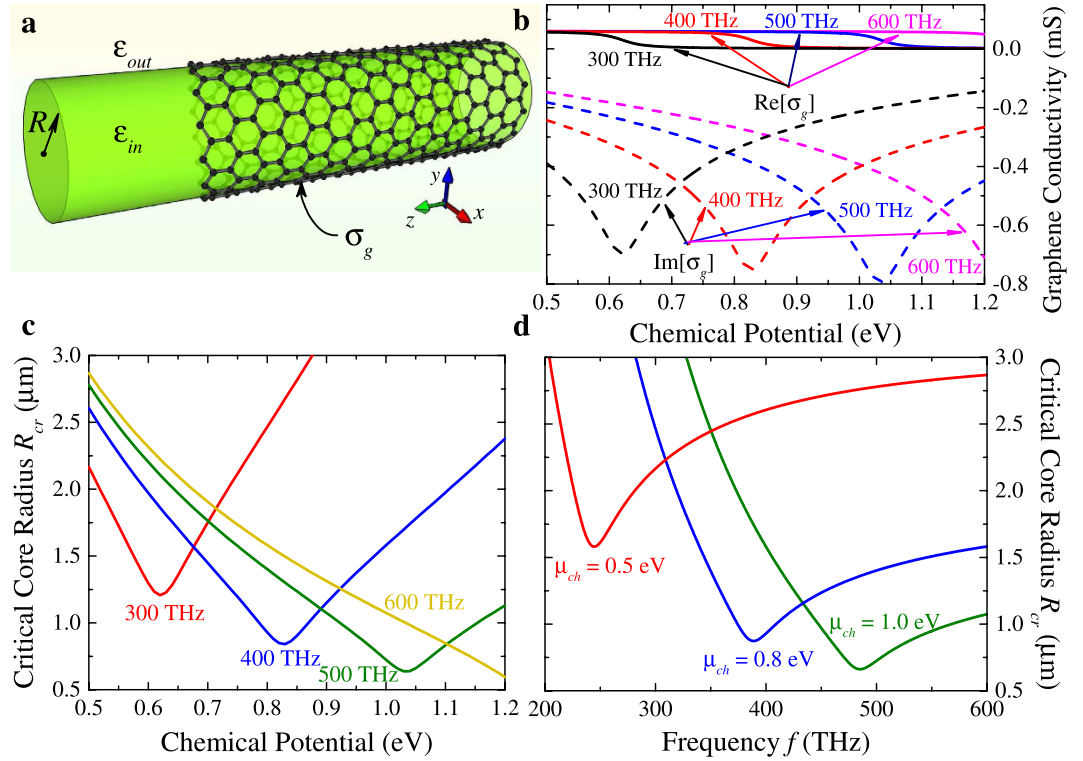 a
ε_out
R
ε_in
y
z
x
σ_g
b
400 THz
500 THz
600 THz
300 THz
Re[σ_g]
300 THz
400 THz
500 THz
600 THz
Im[σ_g]
0.0
-0.2
-0.4
-0.6
-0.8
Graphene Conductivity (mS)
0.5 0.6 0.7 0.8 0.9 1.0 1.1 1.2
Chemical Potential (eV)
c
3.0
2.5
2.0
1.5
1.0
0.5
Critical Core Radius R_cr (μm)
300 THz
400 THz
500 THz
600 THz
0.5 0.6 0.7 0.8 0.9 1.0 1.1 1.2
Chemical Potential (eV)
d
μ_ch = 0.5 eV
μ_ch = 0.8 eV
μ_ch = 1.0 eV
3.0
2.5
2.0
1.5
1.0
0.5
Critical Core Radius R_cr (μm)
200 300 400 500 600
Frequency f (THz)